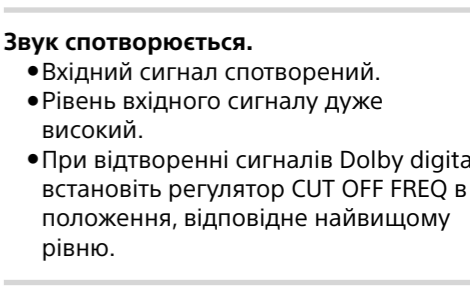 Звук спотворюється.
•Вхідний сигнал спотворений.
•Рівень вхідного сигналу дуже
високий.
•При відтворенні сигналів Dolby digita
встановіть регулятор CUT OFF FREQ в
положення, відповідне найвищому
рівню.